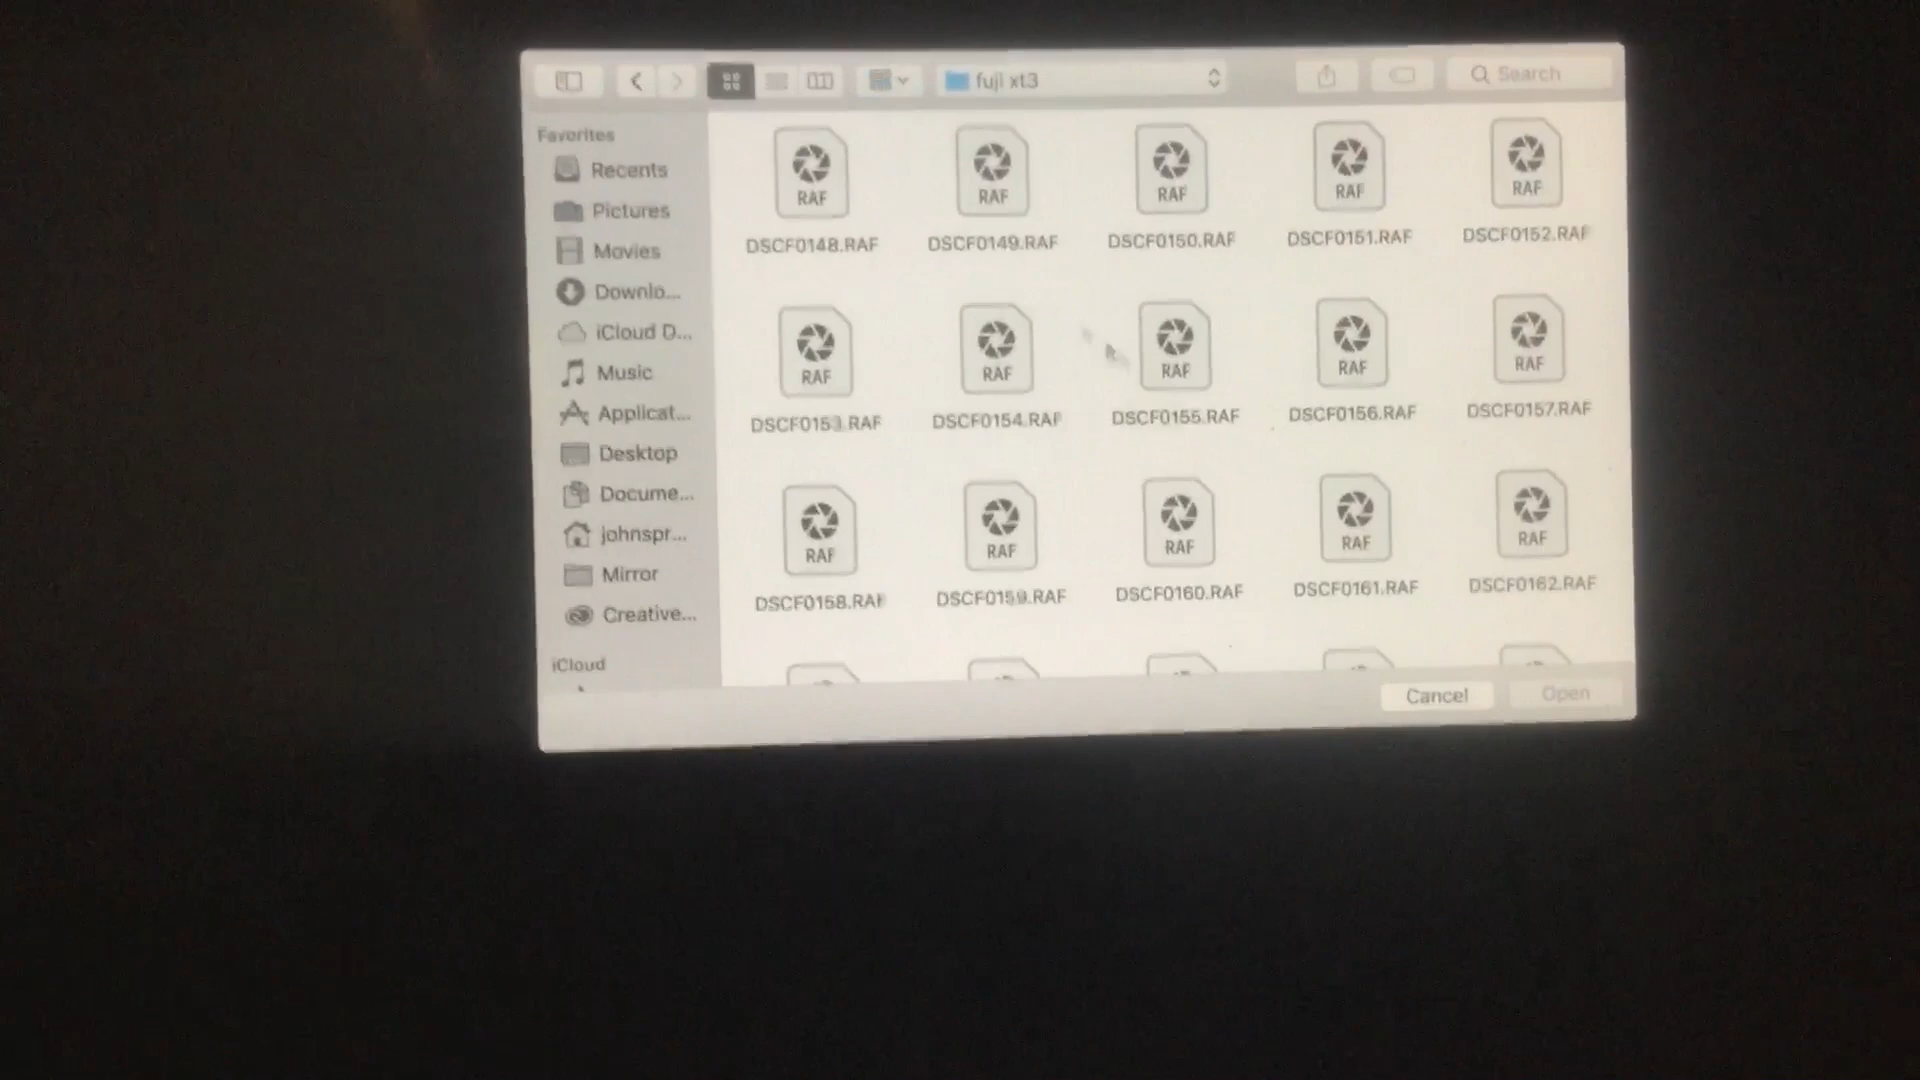 fuji xt3
Search
Favorites
Recents
Pictures
Movies
Downlo...
iCloud D...
Music
Applicat...
Desktop
Docume...
johnspr...
Mirror
Creative...
iCloud
RAF RAF RAF RAF RAF
DSCF0148.RAF DSCF0149.RAF DSCF0150.RAF DSCF0151.RAF DSCF0152.RAF
RAF RAF RAF RAF RAF
DSCF0153.RAF DSCF0154.RAF DSCF0155.RAF DSCF0156.RAF DSCF0157.RAF
RAF RAF RAF RAF RAF
DSCF0158.RAF DSCF0159.RAF DSCF0160.RAF DSCF0161.RAF DSCF0162.RAF
Cancel Open